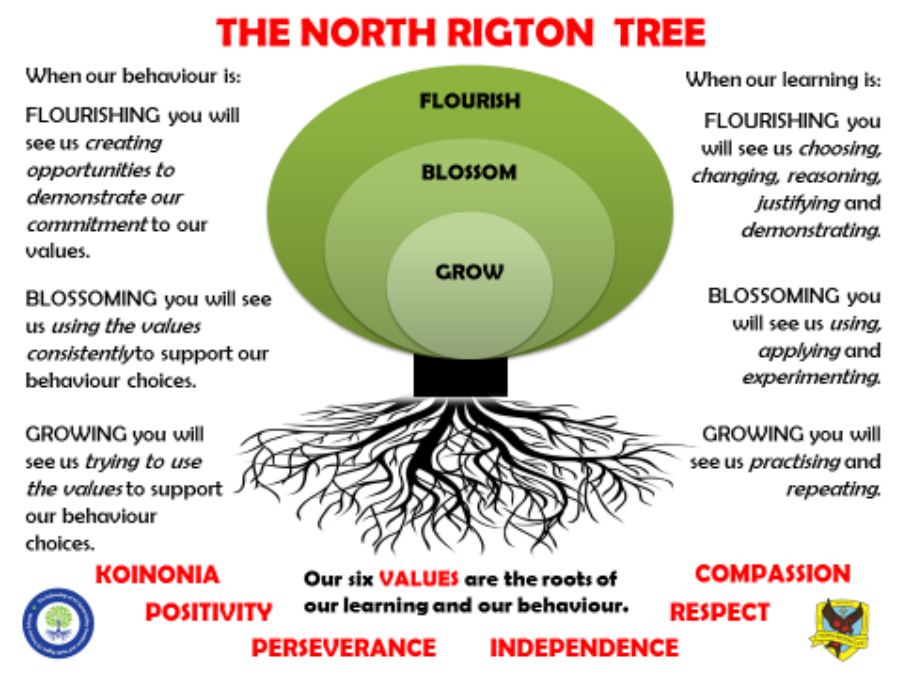 THE NORTH RIGTON TREE
When our behaviour is:
FLOURISHING you will
see us creating
opportunities to
demonstrate our
commitment to our
values.
BLOSSOMING you will see
us using the values
consistentlyto support our
behaviour choices.
GROWING you will
see us trying to use
the values to support
our behaviour
choices.
FLOURISH
BLOSSOM
GROW
When our learning is:
FLOURISHING you
will see us choosing,
changing, reasoning,
justifying and
demonstrating.
BLOSSOMING you
will see us using,
applying and
experimenting.
GROWING you will
see us practising and
repeating.
Our six VALUES are the roots of
our learning and our behaviour.
KOINONIA
POSITIVITY
PERSEVERANCE
INDEPENDENCE
RESPECT
COMPASSION